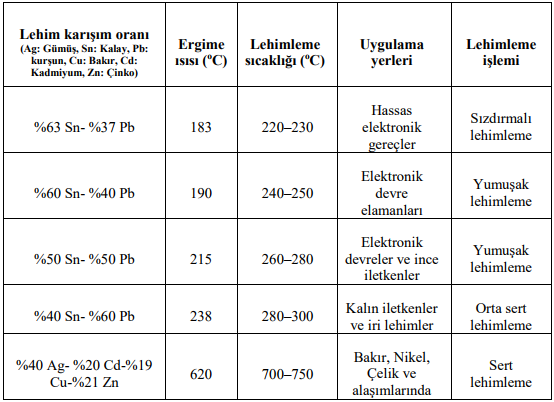 Lehim karışım oranı
(Ag: Gümüş, Sn: Kalay, Pb:
kurşun, Cu: Bakır, Cd:
Kadmiyum, Zn: Çinko)
Ergime
ısısı (ºC)
Lehimleme
sıcaklığı (ºC)
Uygulama
yerleri
Lehimleme
işlemi
%63 Sn- %37 Pb
183
220–230
Hassas
elektronik
gereçler
Sızdırmalı
lehimleme
%60 Sn- %40 Pb
190
240–250
Elektronik
devre
elamanları
Yumuşak
lehimleme
%50 Sn- %50 Pb
215
260–280
Elektronik
devreler ve ince
iletkenler
Yumuşak
lehimleme
%40 Sn- %60 Pb
238
280–300
Kalın iletkenler
ve iri lehimler
Orta sert
lehimleme
%40 Ag- %20 Cd-%19
Cu-%21 Zn
620
700–750
Bakır, Nikel,
Çelik ve
alaşımlarında
Sert
lehimleme